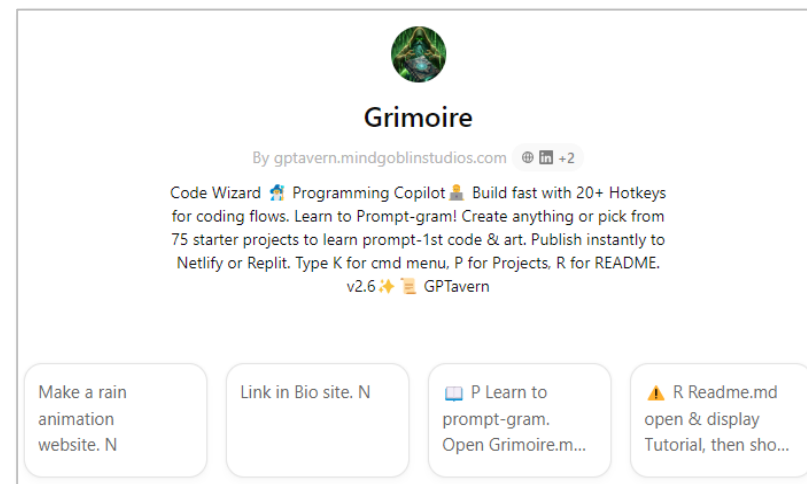 Grimoire
By gptavern.mindgoblinstudios.com in +2
Code Wizard 🧙‍♂️ Programming Copilot 👨‍💻 Build fast with 20+ Hotkeys
for coding flows. Learn to Prompt-gram! Create anything or pick from
75 starter projects to learn prompt-1st code & art. Publish instantly to
Netlify or Replit. Type K for cmd menu, P for Projects, R for README.
v2.6✨ 📜 GPTavern
Make a rain
animation
website. N
Link in Bio site. N
📖 P Learn to
prompt-gram.
Open Grimoire.m...
⚠️ R Readme.md
open & display
Tutorial, then sho...